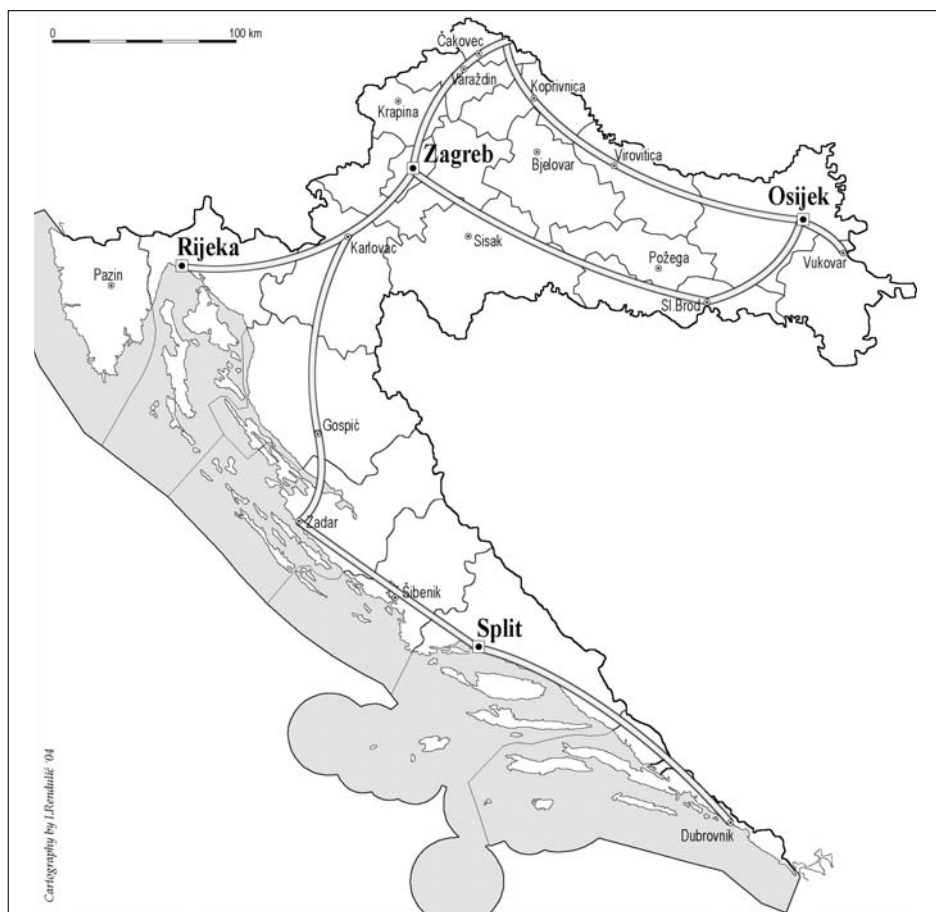 0 100 km
Čakovec
Varaždin
Krapina
Koprivnica
Zagreb
Bjelovar
Virovitica
Osijek
Rijeka
Karlovac
Sisak
Požega
Vukovar
Pazin
Sl.Brod
Gospić
Zadar
Šibenik
Split
Dubrovnik
Cartography by I.Rendulić '04